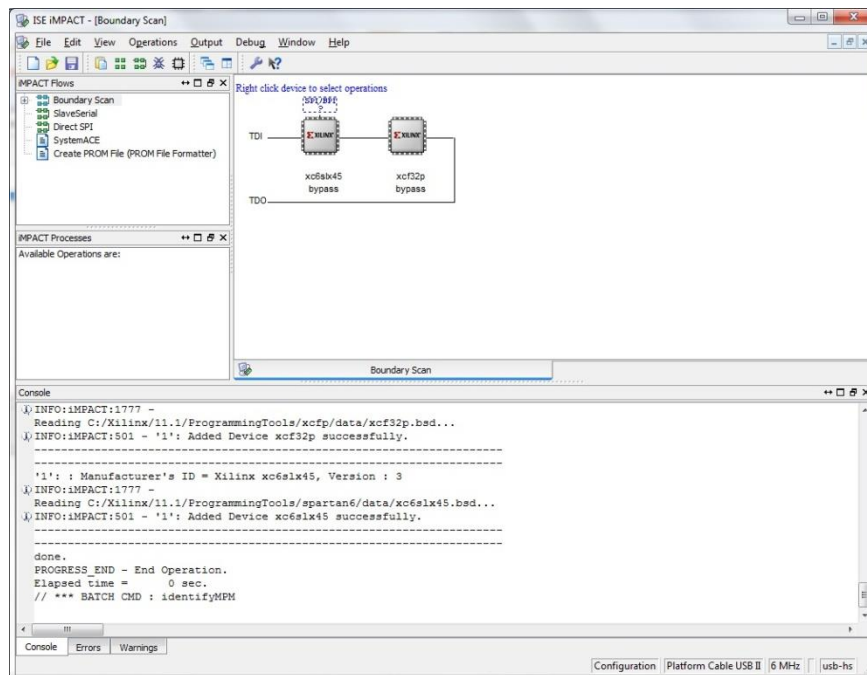 ISE iMPACT - [Boundary Scan]
File Edit View Operations Output Debug Window Help
iMPACT Flows
Boundary Scan
SlaveSerial
Direct SPI
SystemACE
Create PROM File (PROM File Formatter)
iMPACT Processes
Available Operations are:
Right click device to select operations
SPI/BPI
?
TDI
XILINX
XILINX
xc6slx45
bypass
xcf32p
bypass
TDO
Boundary Scan
Console
INFO:iMPACT:1777 -
Reading C:/Xilinx/11.1/ProgrammingTools/xcfp/data/xcf32p.bsd...
INFO:iMPACT:501 - '1': Added Device xcf32p successfully.
----------------------------------------------------------------------
----------------------------------------------------------------------
'1': : Manufacturer's ID = Xilinx xc6slx45, Version : 3
INFO:iMPACT:1777 -
Reading C:/Xilinx/11.1/ProgrammingTools/spartan6/data/xc6slx45.bsd...
INFO:iMPACT:501 - '1': Added Device xc6slx45 successfully.
----------------------------------------------------------------------
----------------------------------------------------------------------
done.
PROGRESS_END - End Operation.
Elapsed time =      0 sec.
// *** BATCH CMD : identifyMPM
Console Errors Warnings
Configuration Platform Cable USB II 6 MHz usb-hs